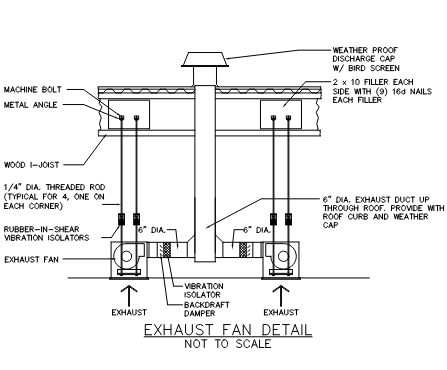 WEATHER PROOF
DISCHARGE CAP
W/ BIRD SCREEN
2 x 10 FILLER EACH
SIDE WITH (9) 16d NAILS
EACH FILLER
MACHINE BOLT
METAL ANGLE
WOOD I-JOIST
1/4" DIA. THREADED ROD
(TYPICAL FOR 4, ONE ON
EACH CORNER)
6" DIA. EXHAUST DUCT UP
THROUGH ROOF. PROVIDE WITH
ROOF CURB AND WEATHER
CAP
RUBBER-IN-SHEAR
VIBRATION ISOLATORS
6" DIA.
6" DIA.
EXHAUST FAN
VIBRATION
ISOLATOR
BACKDRAFT
DAMPER
EXHAUST
EXHAUST
EXHAUST FAN DETAIL
NOT TO SCALE